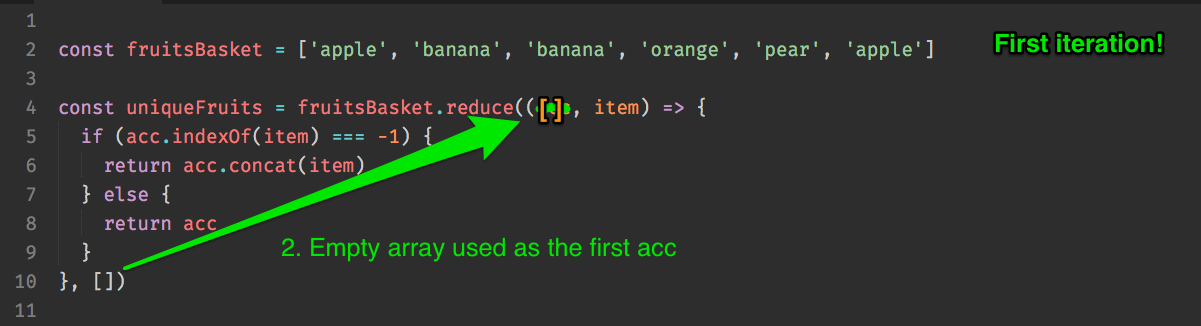 1
2 const fruitsBasket = ['apple', 'banana', 'banana', 'orange', 'pear', 'apple']
First iteration!
3
4 const uniqueFruits = fruitsBasket.reduce(([ ], item) => {
5 if (acc.indexOf(item) === -1) {
6 return acc.concat(item)
7 } else {
8 return acc
2. Empty array used as the first acc
9 }
10 }, [])
11